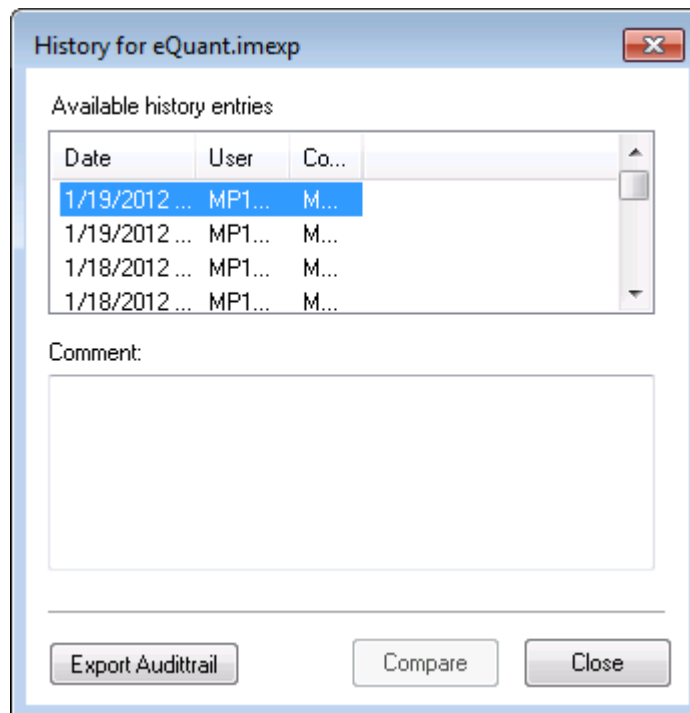 History for eQuant.imexp
Available history entries
Date User Co...
1/19/2012 ... MP1... M...
1/19/2012 ... MP1... M...
1/18/2012 ... MP1... M...
1/18/2012 ... MP1... M...
Comment:
Export Audittrail Compare Close